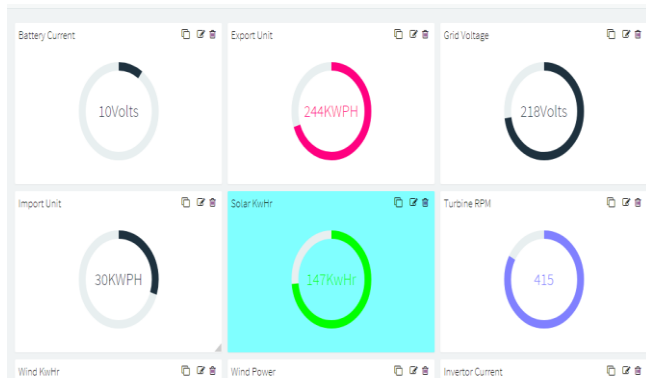 Battery Current
Export Unit
Grid Voltage
10Volts
244KWPH
218Volts
Import Unit
Solar KwHr
Turbine RPM
30KWPH
147KwHr
415
Wind KwHr
Wind Power
Invertor Current